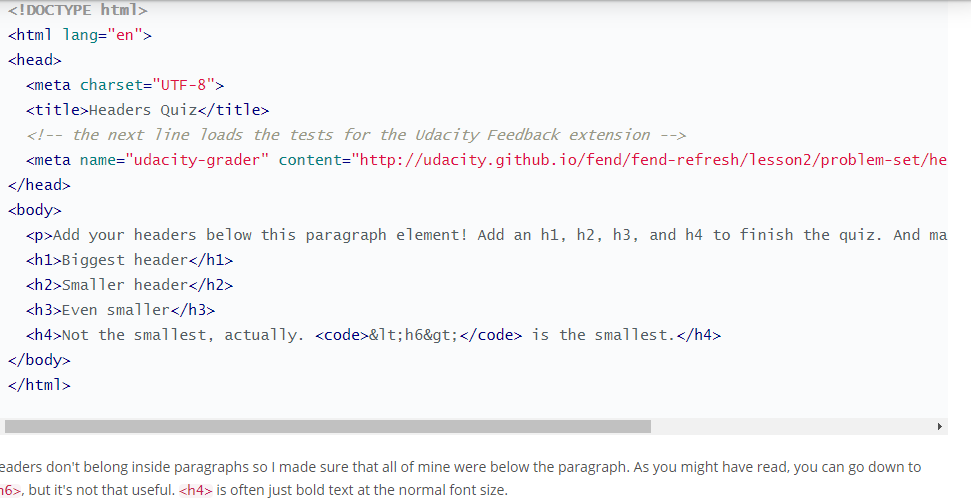 <!DOCTYPE html>
<html lang="en">
<head>
<meta charset="UTF-8">
<title>Headers Quiz</title>
<!-- the next line loads the tests for the Udacity Feedback extension -->
<meta name="udacity-grader" content="http://udacity.github.io/fend/fend-refresh/lesson2/problem-set/he
</head>
<body>
<p>Add your headers below this paragraph element! Add an h1, h2, h3, and h4 to finish the quiz. And ma
<h1>Biggest header</h1>
<h2>Smaller header</h2>
<h3>Even smaller</h3>
<h4>Not the smallest, actually. <code>&lt;h6&gt;</code> is the smallest.</h4>
</body>
</html>
eaders don't belong inside paragraphs so I made sure that all of mine were below the paragraph. As you might have read, you can go down to
h6>, but it's not that useful. <h4> is often just bold text at the normal font size.